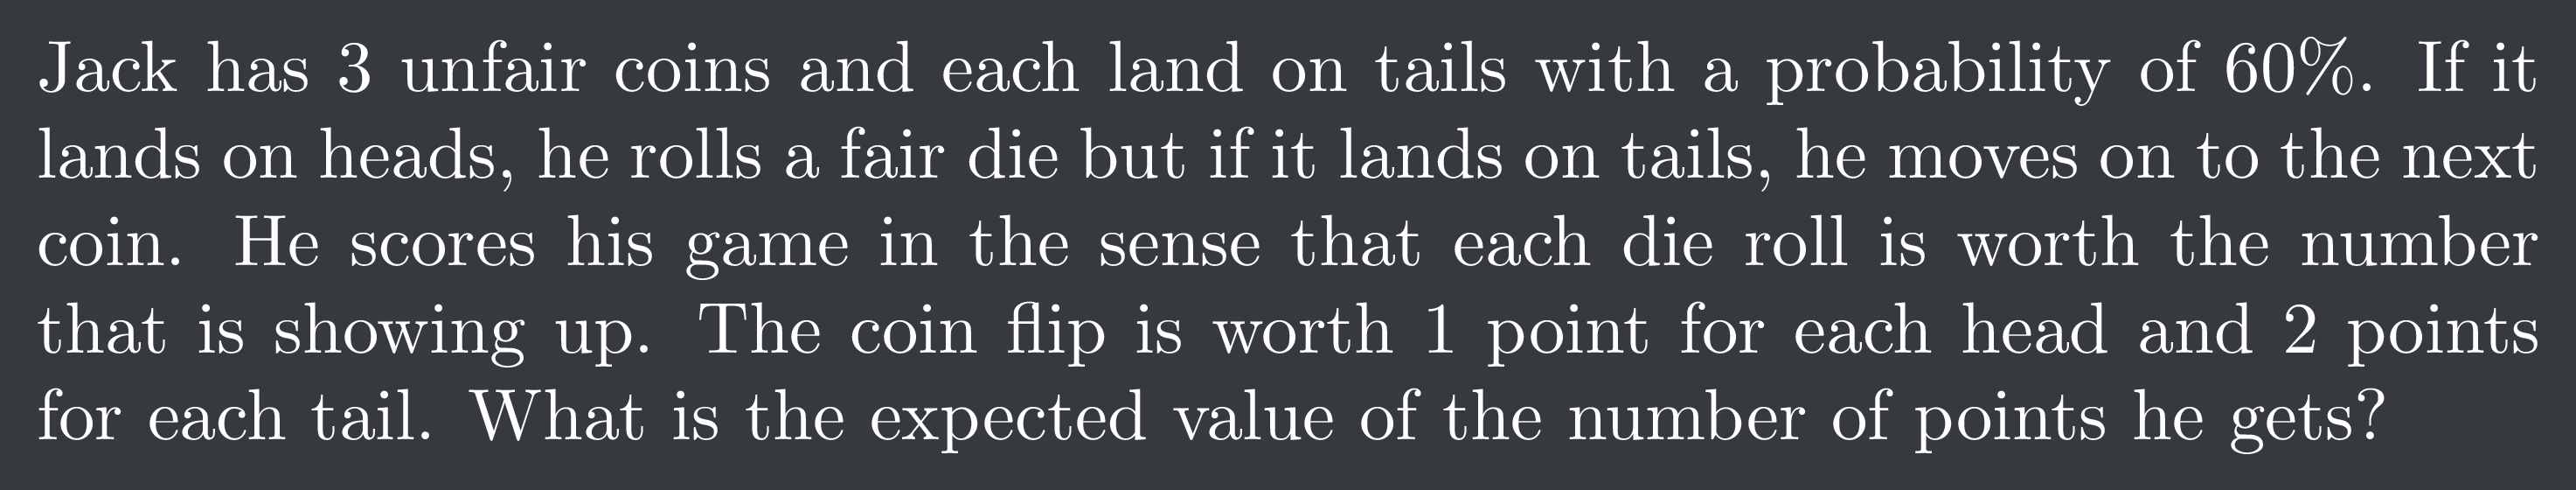 Jack has 3 unfair coins and each land on tails with a probability of 60%. If it
lands on heads, he rolls a fair die but if it lands on tails, he moves on to the next
coin. He scores his game in the sense that each die roll is worth the number
that is showing up. The coin flip is worth 1 point for each head and 2 points
for each tail. What is the expected value of the number of points he gets?